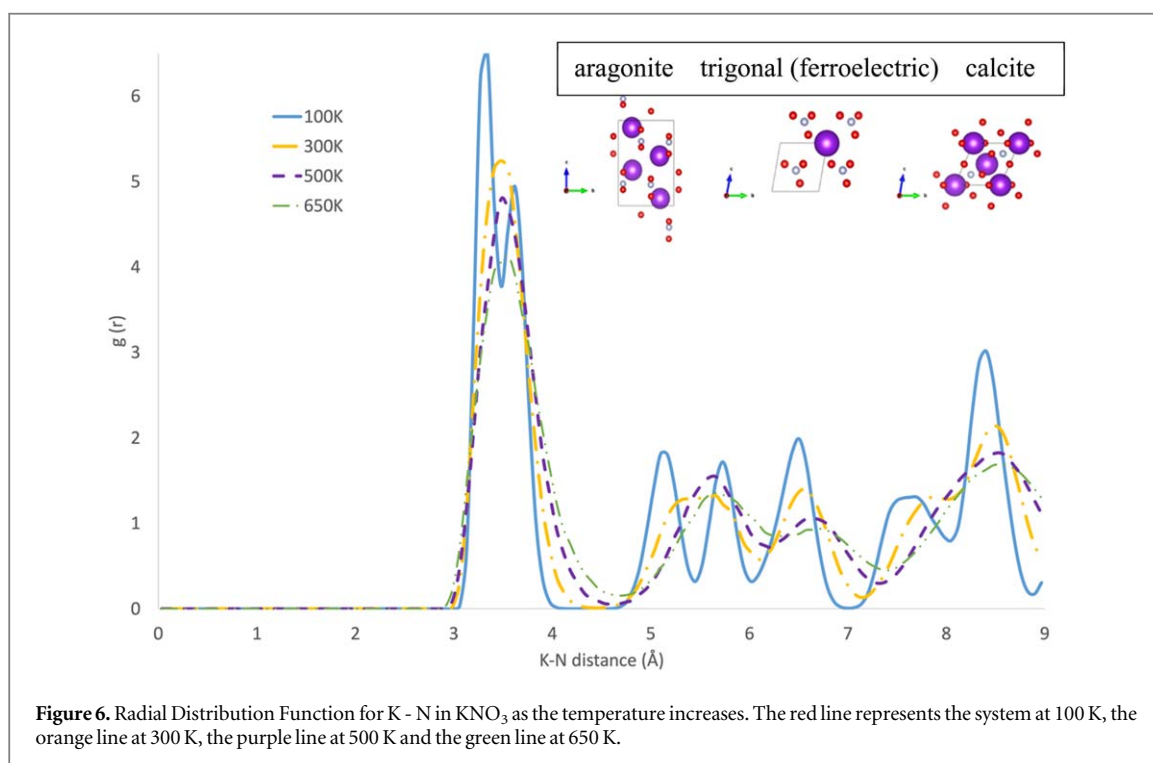 aragonite trigonal (ferroelectric) calcite
6
5
4
3
2
1
0
g (r)
100K
300K
500K
650K
0 1 2 3 4 5 6 7 8 9
K-N distance (Å)
Figure 6. Radial Distribution Function for K - N in KNO₃ as the temperature increases. The red line represents the system at 100 K, the
orange line at 300 K, the purple line at 500 K and the green line at 650 K.